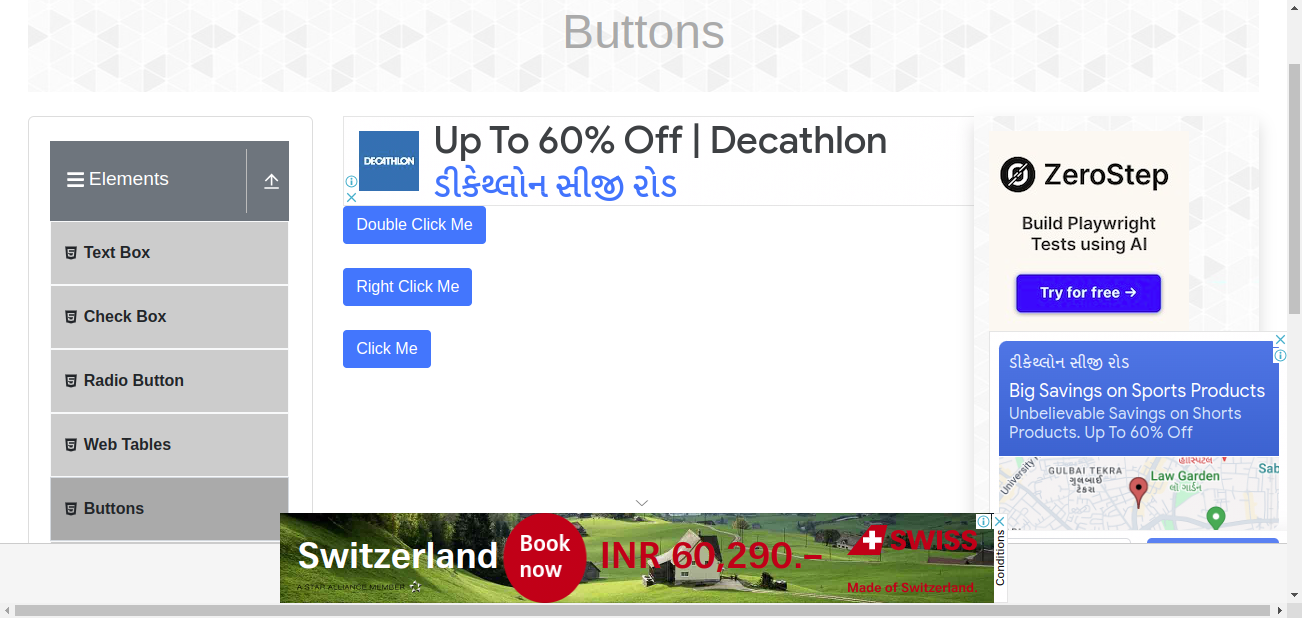 Buttons
Elements
Text Box
Check Box
Radio Button
Web Tables
Buttons
DECATHLON
Up To 60% Off | Decathlon
ડીકેથ્લોન સીજી રોડ
Double Click Me
Right Click Me
Click Me
ZeroStep
Build Playwright
Tests using AI
Try for free →
ડીકેથ્લોન સીજી રોડ
Big Savings on Sports Products
Unbelievable Savings on Shorts
Products. Up To 60% Off
University
GULBAI TEKRA
ગુલબાઈ
ટેકરા
Law Garden
લૉ ગાર્ડન
Sab
Switzerland
Book
now
INR 60,290.–
SWISS
Made of Switzerland.
A STAR ALLIANCE MEMBER
Conditions